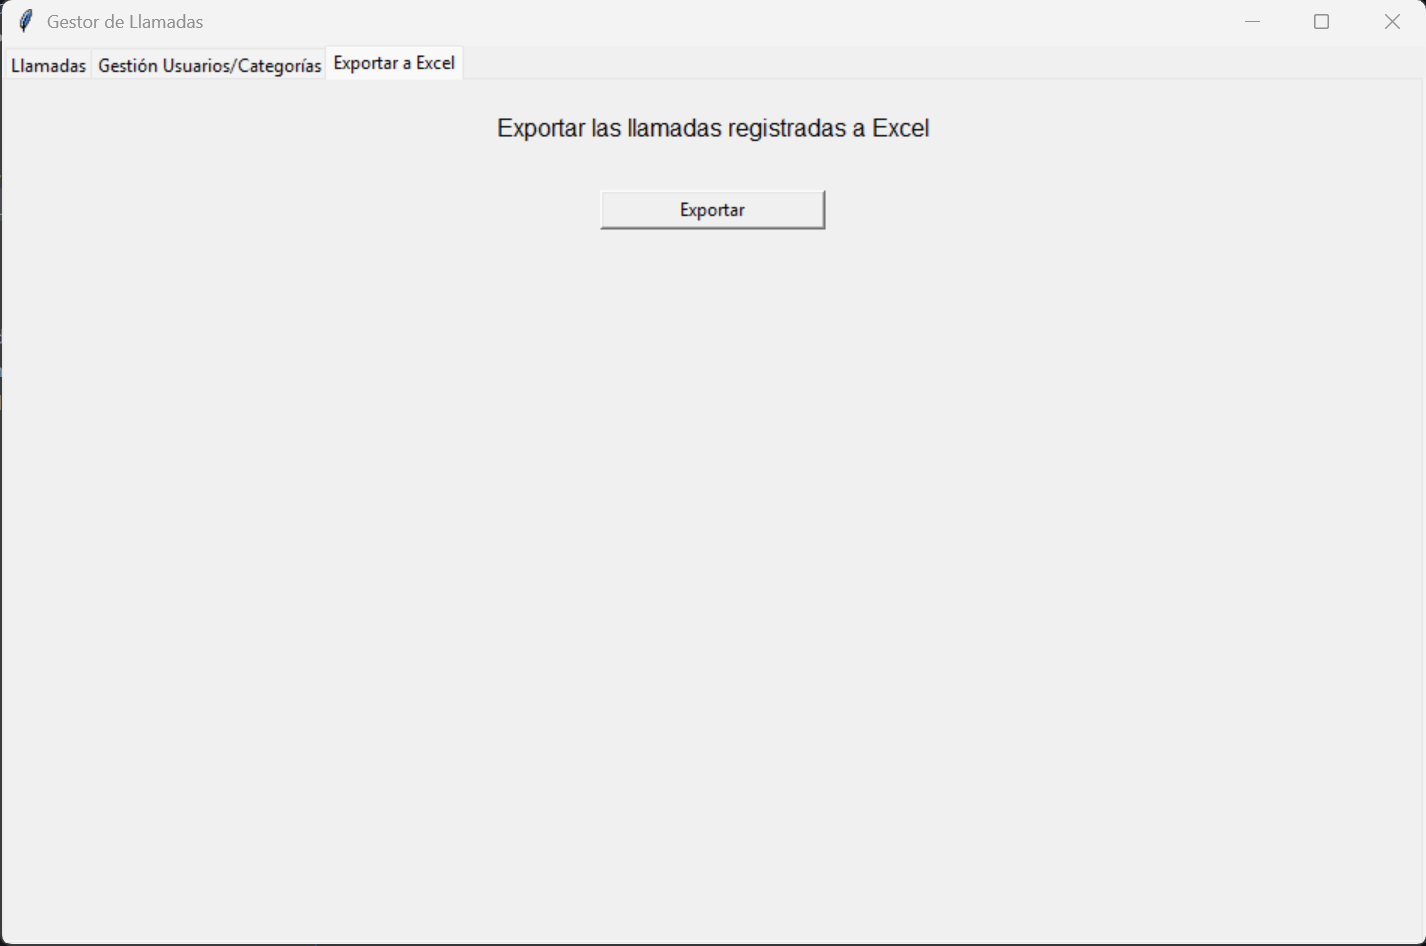 Gestor de Llamadas
Llamadas Gestión Usuarios/Categorías Exportar a Excel
Exportar las llamadas registradas a Excel
Exportar